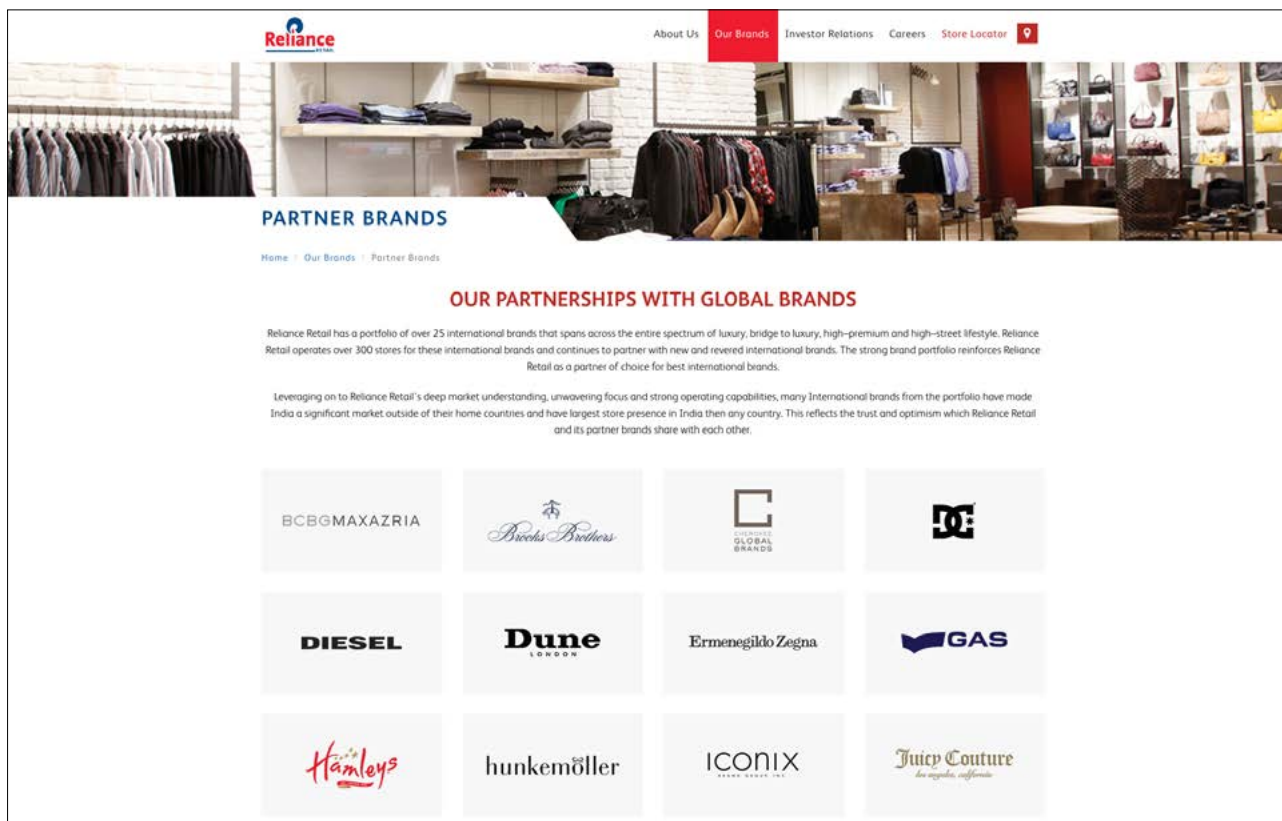 Reliance
About Us
Our Brands
Investor Relations
Careers
Store Locator
PARTNER BRANDS
Home
Our Brands
Partner Brands
OUR PARTNERSHIPS WITH GLOBAL BRANDS
Reliance Retail has a portfolio of over 25 international brands that spans across the entire spectrum of luxury, bridge to luxury, high–premium and high–street lifestyle. Reliance
Retail operates over 300 stores for these international brands and continues to partner with new and revered international brands. The strong brand portfolio reinforces Reliance
Retail as a partner of choice for best international brands.
Leveraging on to Reliance Retail's deep market understanding, unwavering focus and strong operating capabilities, many International brands from the portfolio have made
India a significant market outside of their home countries and have largest store presence in India then any country. This reflects the trust and optimism which Reliance Retail
and its partner brands share with each other.
BCBGMAXAZRIA
Brooks Brothers
CHEROKEE
GLOBAL
BRANDS
DC
DIESEL
Dune
LONDON
Ermenegildo Zegna
GAS
Hamleys
hunkemöller
ICONIX
BRAND GROUP INC
Juicy Couture
los angeles, california